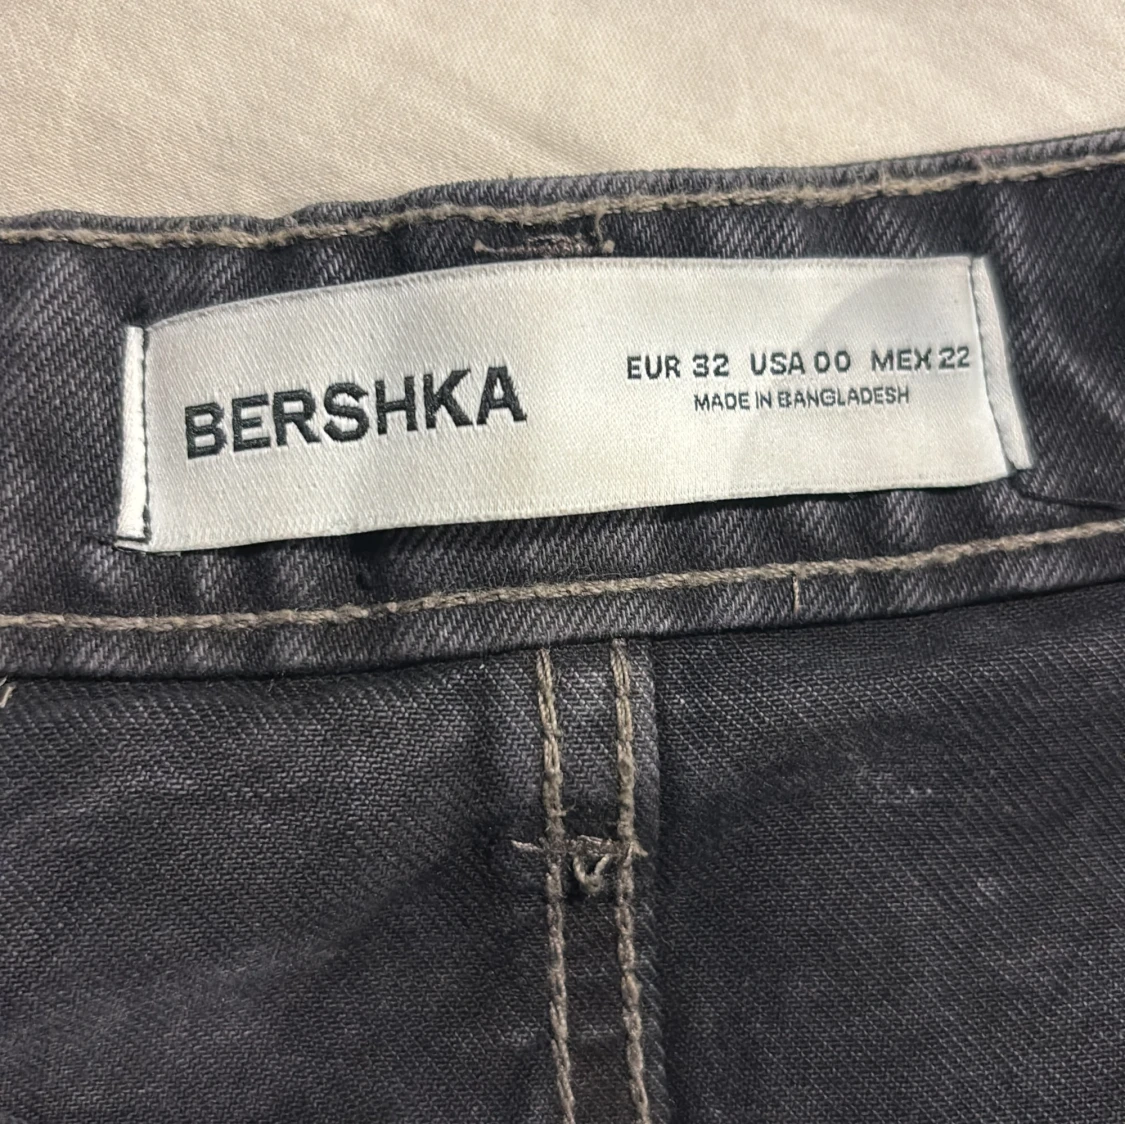 BERSHKA
EUR 32 USA 00 MEX 22
MADE IN BANGLADESH